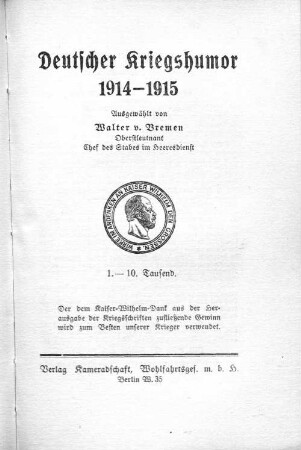 Deutscher Kriegshumor
1914–1915
Ausgewählt von
Walter v. Bremen
Oberstleutnant
Chef des Stabes im Heeresdienst
1.– 10. Tausend.
Der dem Kaiser-Wilhelm-Dank aus der Her-
ausgabe der Kriegsschriften zufließende Gewinn
wird zum Besten unserer Krieger verwendet.
Verlag Kameradschaft, Wohlfahrtsges. m. b. H.
Berlin W. 35